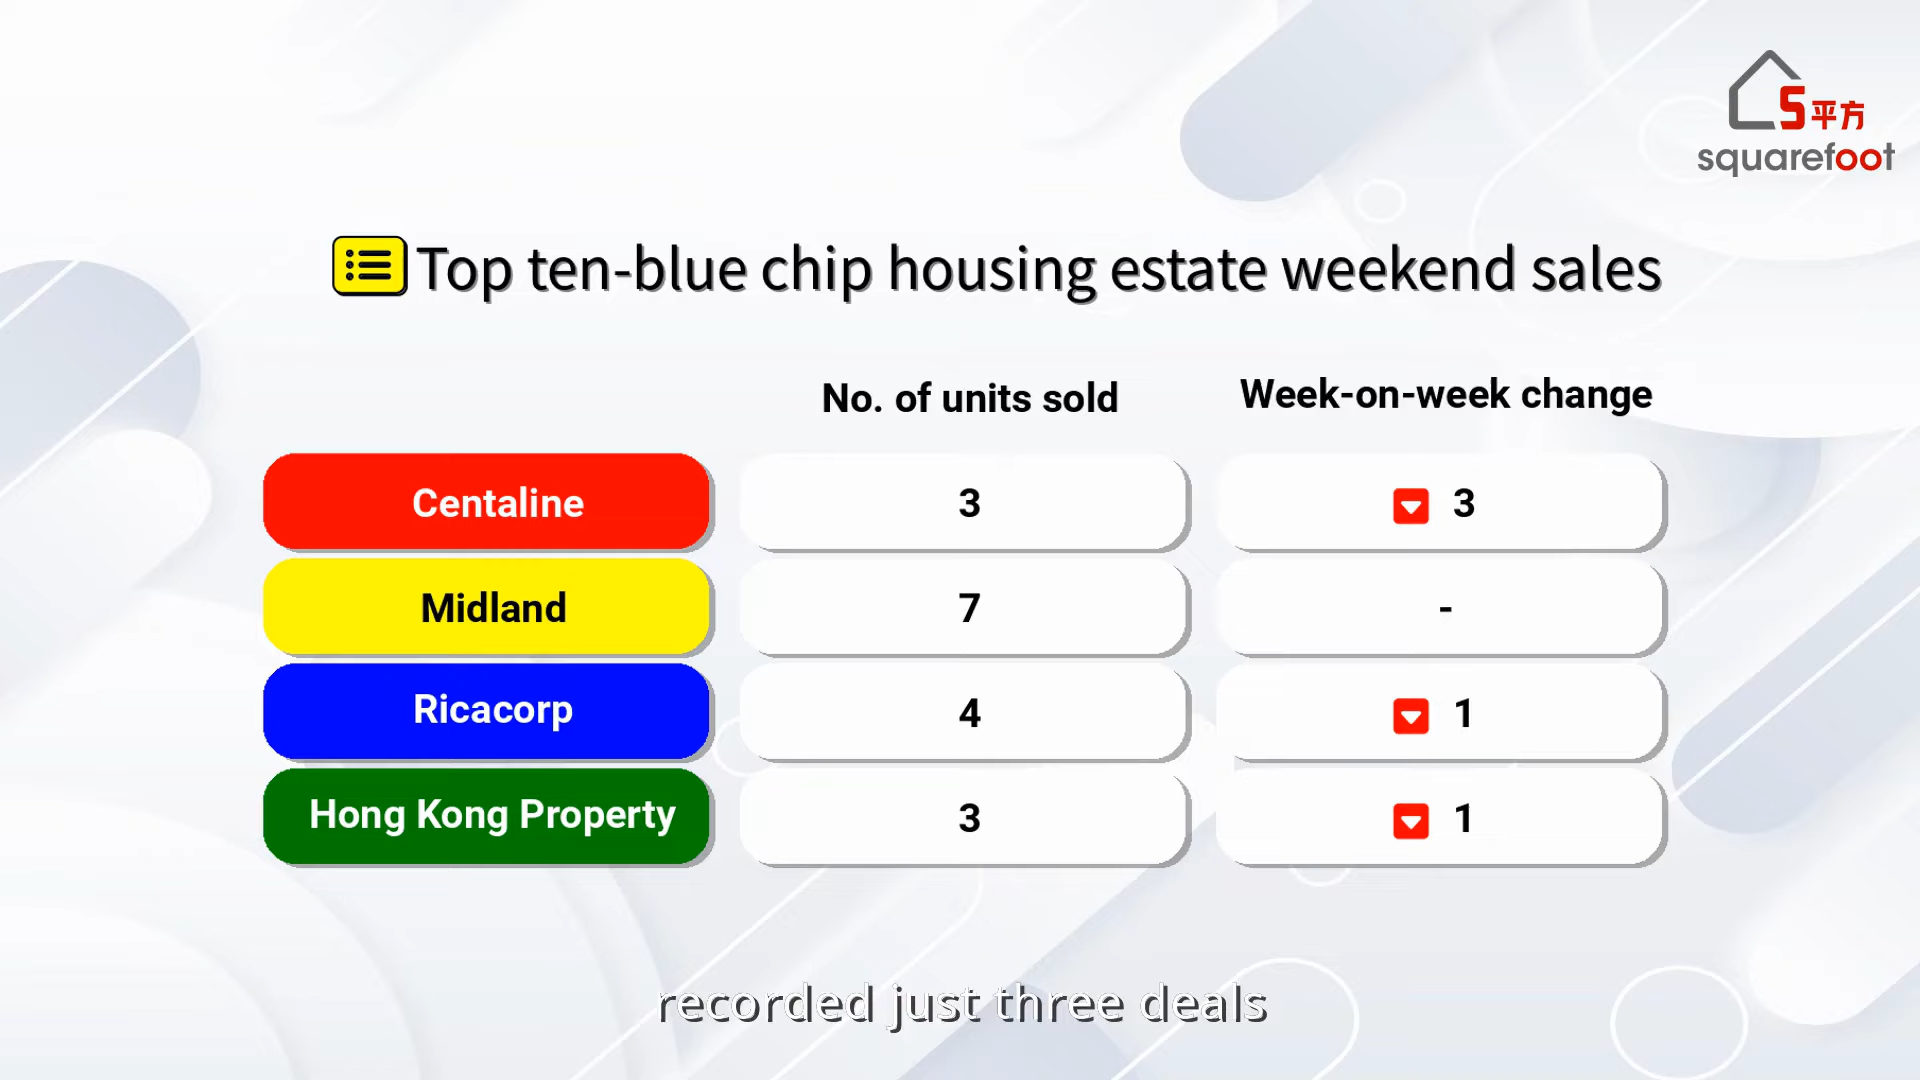 S平方
squarefoot
Top ten-blue chip housing estate weekend sales
No. of units sold Week-on-week change
Centaline 3 3
Midland 7 -
Ricacorp 4 1
Hong Kong Property 3 1
recorded just three deals